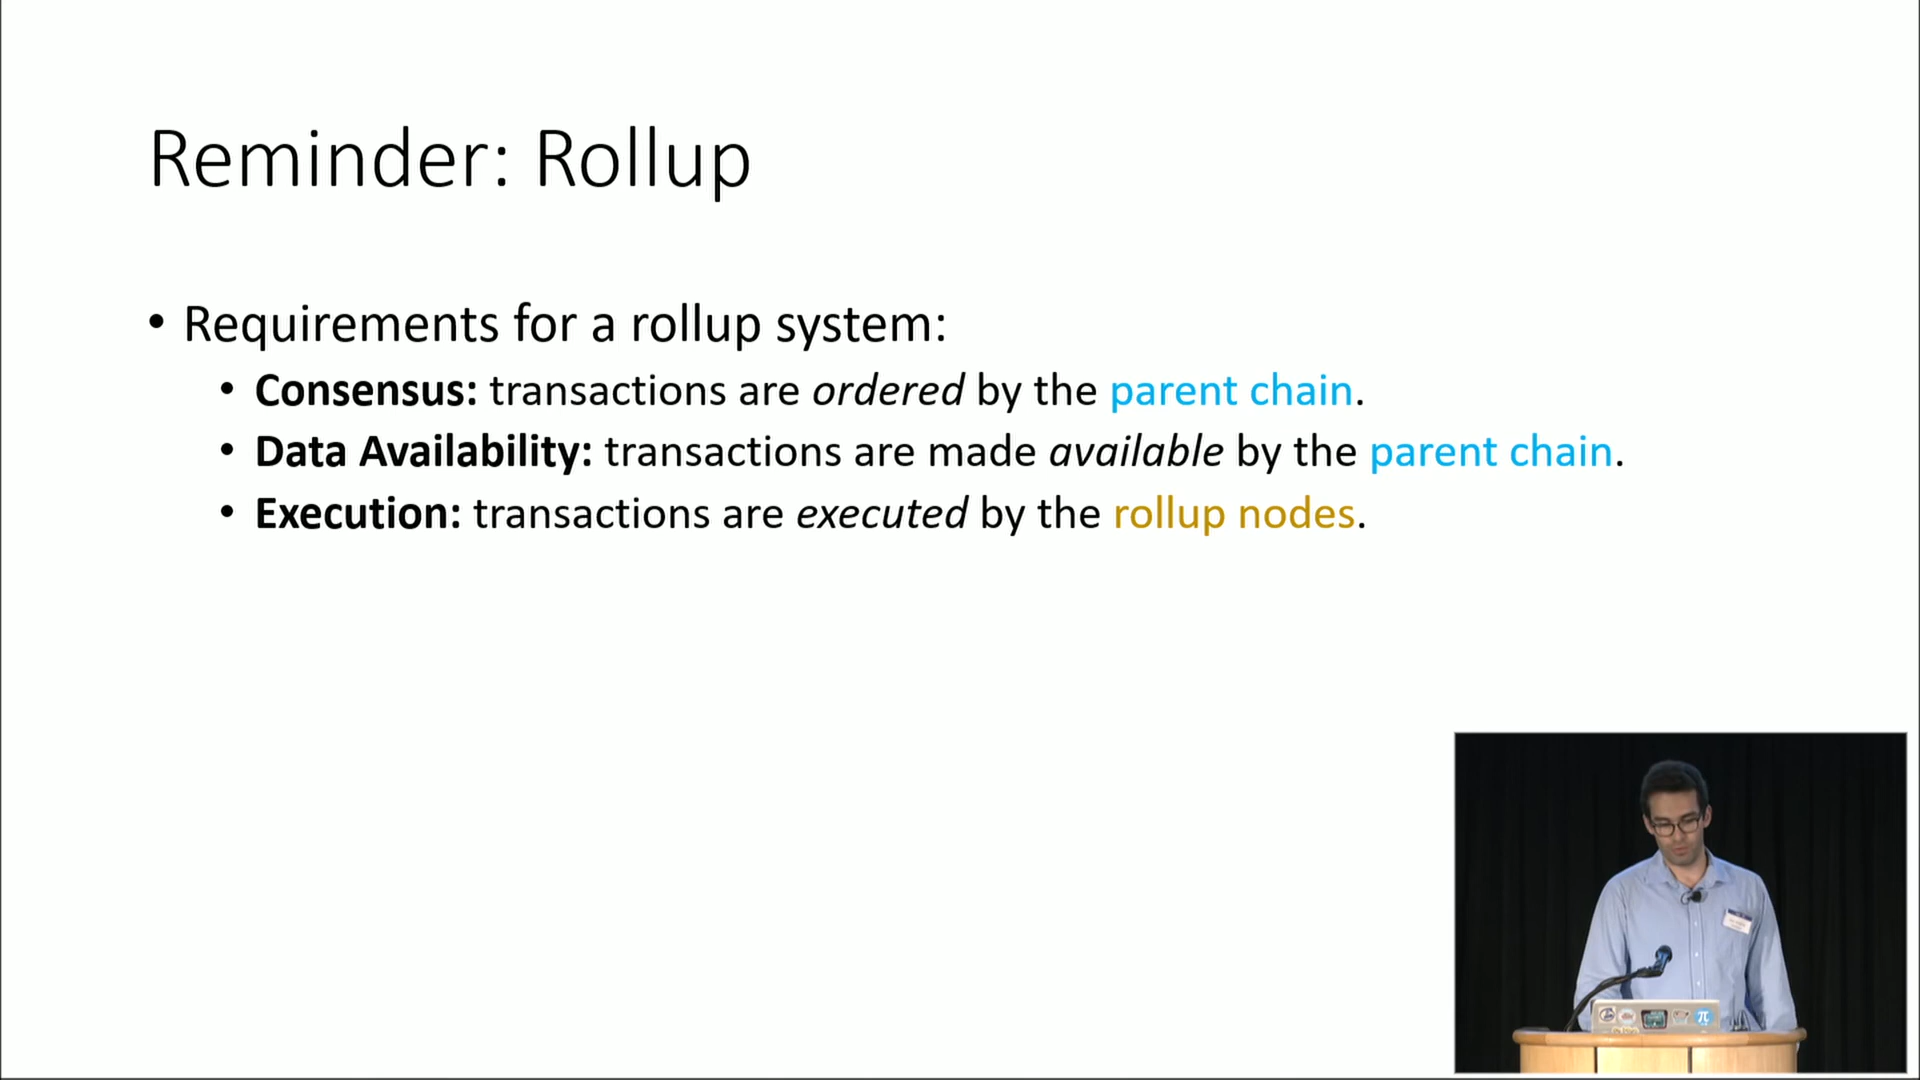 Reminder: Rollup
• Requirements for a rollup system:
• Consensus: transactions are ordered by the parent chain.
• Data Availability: transactions are made available by the parent chain.
• Execution: transactions are executed by the rollup nodes.
π